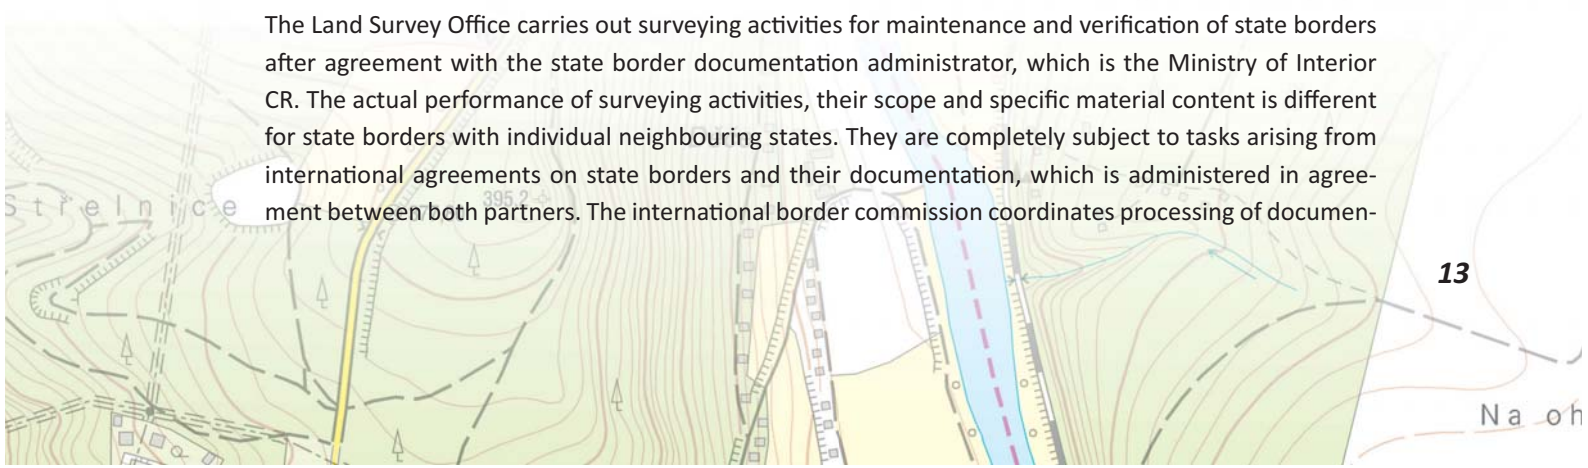 The Land Survey Office carries out surveying activities for maintenance and verification of state borders
after agreement with the state border documentation administrator, which is the Ministry of Interior
CR. The actual performance of surveying activities, their scope and specific material content is different
for state borders with individual neighbouring states. They are completely subject to tasks arising from
international agreements on state borders and their documentation, which is administered in agree-
Střelnice
395.2
ment between both partners. The international border commission coordinates processing of documen-
13
Na oh